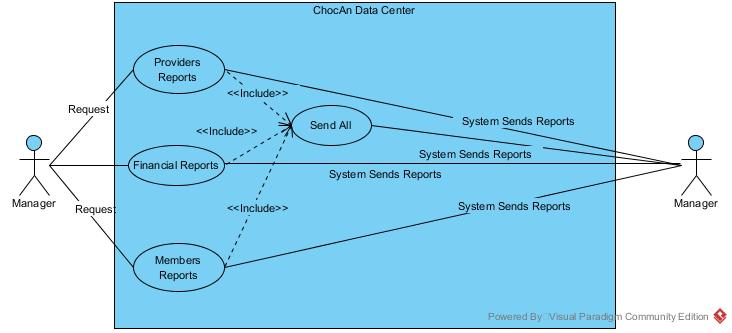 ChocAn Data Center
Providers
Reports
<<Include>>
Request
Send All
System Sends Reports
<<Include>>
System Sends Reports
Financial Reports
System Sends Reports
Manager
Manager
Request
<<Include>>
System Sends Reports
Members
Reports
Powered By Visual Paradigm Community Edition